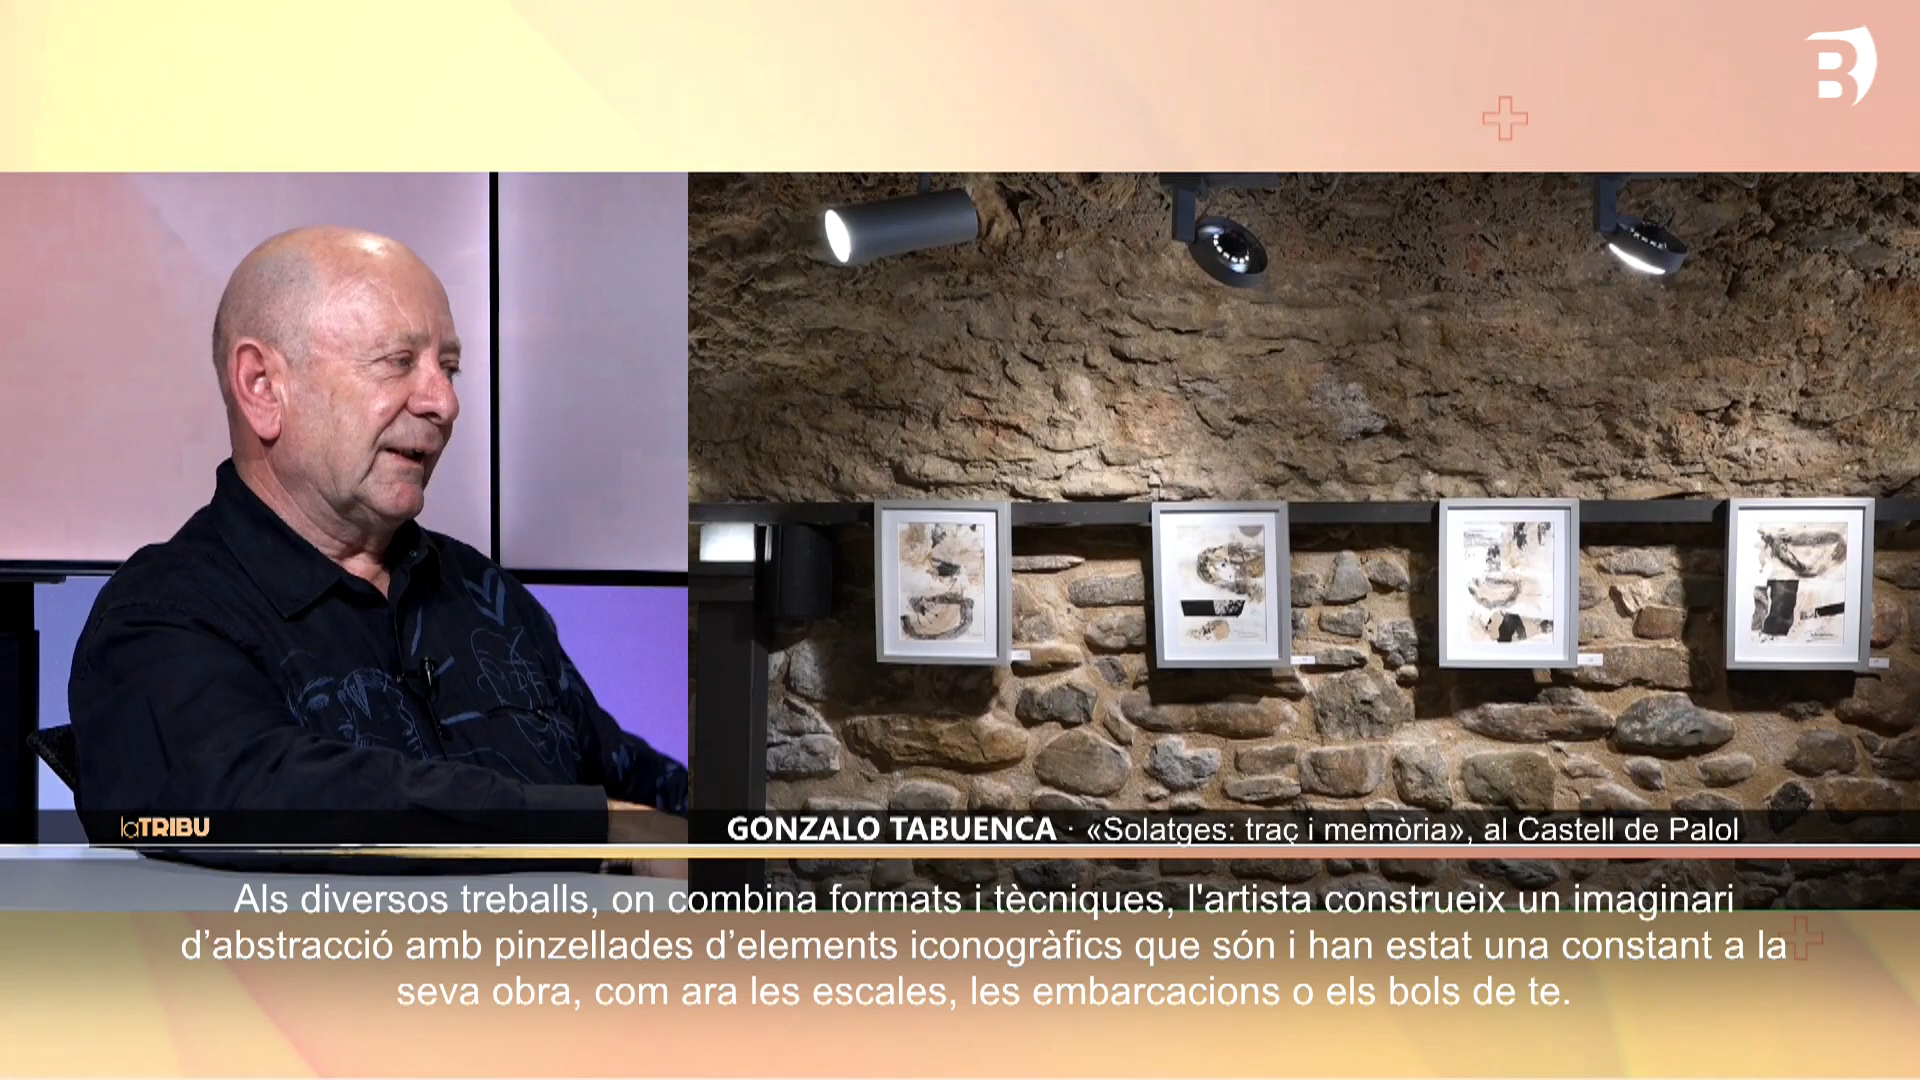 B
laTRIBU
GONZALO TABUENCA · «Solatges: traç i memòria», al Castell de Palol
Als diversos treballs, on combina formats i tècniques, l'artista construeix un imaginari
d’abstracció amb pinzellades d’elements iconogràfics que són i han estat una constant a la
seva obra, com ara les escales, les embarcacions o els bols de te.